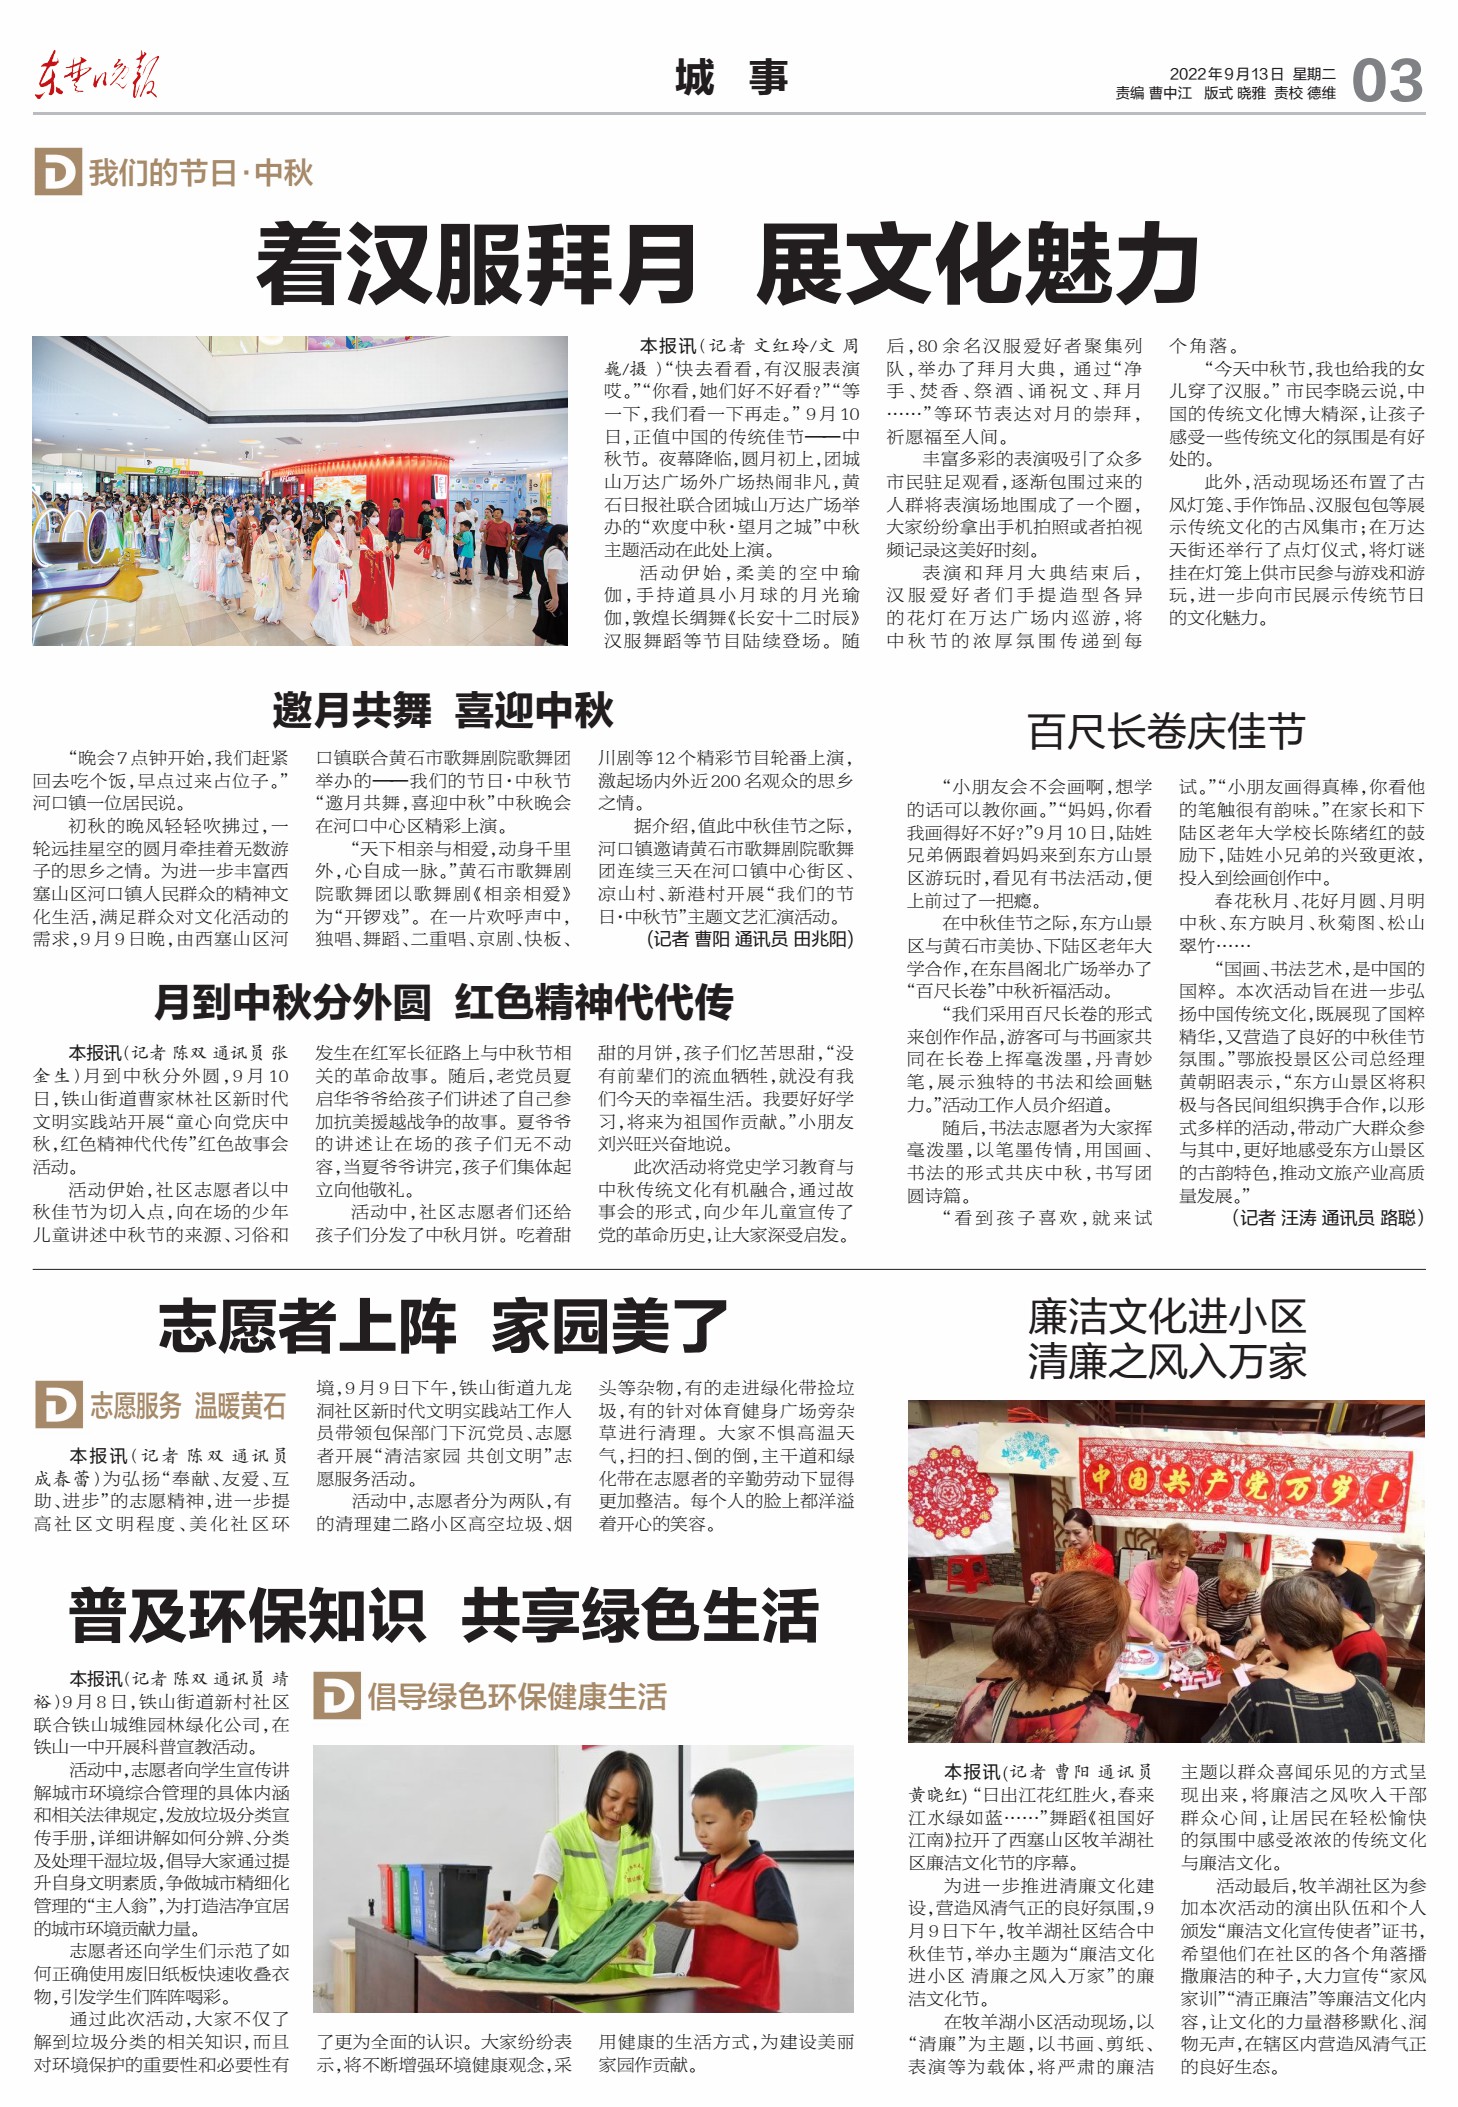 东楚晚报
城 事
2022年9月13日 星期二
责编 曹中江 版式 晓雅 责校 德维
03
我们的节日·中秋
着汉服拜月 展文化魅力
本报讯(记者 文红玲/文 周
巍/摄 )“快去看看,有汉服表演
哎。”“你看,她们好不好看?”“等
一下,我们看一下再走。”9月10
日,正值中国的传统佳节——中
秋节。夜幕降临,圆月初上,团城
山万达广场外广场热闹非凡,黄
石日报社联合团城山万达广场举
办的“欢度中秋·望月之城”中秋
主题活动在此处上演。
活动伊始,柔美的空中瑜
伽,手持道具小月球的月光瑜
伽,敦煌长绸舞《长安十二时辰》
汉服舞蹈等节目陆续登场。随
后,80余名汉服爱好者聚集列
队,举办了拜月大典,通过“净
手、焚香、祭酒、诵祝文、拜月
……”等环节表达对月的崇拜,
祈愿福至人间。
丰富多彩的表演吸引了众多
市民驻足观看,逐渐包围过来的
人群将表演场地围成了一个圈,
大家纷纷拿出手机拍照或者拍视
频记录这美好时刻。
表演和拜月大典结束后,
汉服爱好者们手提造型各异
的花灯在万达广场内巡游,将
中秋节的浓厚氛围传递到每
个角落。
“今天中秋节,我也给我的女
儿穿了汉服。”市民李晓云说,中
国的传统文化博大精深,让孩子
感受一些传统文化的氛围是有好
处的。
此外,活动现场还布置了古
风灯笼、手作饰品、汉服包包等展
示传统文化的古风集市;在万达
天街还举行了点灯仪式,将灯谜
挂在灯笼上供市民参与游戏和游
玩,进一步向市民展示传统节日
的文化魅力。
邀月共舞 喜迎中秋
“晚会7点钟开始,我们赶紧
回去吃个饭,早点过来占位子。”
河口镇一位居民说。
初秋的晚风轻轻吹拂过,一
轮远挂星空的圆月牵挂着无数游
子的思乡之情。为进一步丰富西
塞山区河口镇人民群众的精神文
化生活,满足群众对文化活动的
需求,9月9日晚,由西塞山区河
口镇联合黄石市歌舞剧院歌舞团
举办的——我们的节日·中秋节
“邀月共舞,喜迎中秋”中秋晚会
在河口中心区精彩上演。
“天下相亲与相爱,动身千里
外,心自成一脉。”黄石市歌舞剧
院歌舞团以歌舞剧《相亲相爱》
为“开锣戏”。在一片欢呼声中,
独唱、舞蹈、二重唱、京剧、快板、
川剧等12个精彩节目轮番上演,
激起场内外近200名观众的思乡
之情。
据介绍,值此中秋佳节之际,
河口镇邀请黄石市歌舞剧院歌舞
团连续三天在河口镇中心街区、
凉山村、新港村开展“我们的节
日·中秋节”主题文艺汇演活动。
(记者 曹阳 通讯员 田兆阳)
月到中秋分外圆 红色精神代代传
本报讯(记者 陈双 通讯员 张
金生)月到中秋分外圆,9月10
日,铁山街道曹家林社区新时代
文明实践站开展“童心向党庆中
秋,红色精神代代传”红色故事会
活动。
活动伊始,社区志愿者以中
秋佳节为切入点,向在场的少年
儿童讲述中秋节的来源、习俗和
发生在红军长征路上与中秋节相
关的革命故事。随后,老党员夏
启华爷爷给孩子们讲述了自己参
加抗美援越战争的故事。夏爷爷
的讲述让在场的孩子们无不动
容,当夏爷爷讲完,孩子们集体起
立向他敬礼。
活动中,社区志愿者们还给
孩子们分发了中秋月饼。吃着甜
甜的月饼,孩子们忆苦思甜,“没
有前辈们的流血牺牲,就没有我
们今天的幸福生活。我要好好学
习,将来为祖国作贡献。”小朋友
刘兴旺兴奋地说。
此次活动将党史学习教育与
中秋传统文化有机融合,通过故
事会的形式,向少年儿童宣传了
党的革命历史,让大家深受启发。
百尺长卷庆佳节
“小朋友会不会画啊,想学
的话可以教你画。”“妈妈,你看
我画得好不好?”9月10日,陆姓
兄弟俩跟着妈妈来到东方山景
区游玩时,看见有书法活动,便
上前过了一把瘾。
在中秋佳节之际,东方山景
区与黄石市美协、下陆区老年大
学合作,在东昌阁北广场举办了
“百尺长卷”中秋祈福活动。
“我们采用百尺长卷的形式
来创作作品,游客可与书画家共
同在长卷上挥毫泼墨,丹青妙
笔,展示独特的书法和绘画魅
力。”活动工作人员介绍道。
随后,书法志愿者为大家挥
毫泼墨,以笔墨传情,用国画、
书法的形式共庆中秋,书写团
圆诗篇。
“看到孩子喜欢,就来试
试。”“小朋友画得真棒,你看他
的笔触很有韵味。”在家长和下
陆区老年大学校长陈绪红的鼓
励下,陆姓小兄弟的兴致更浓,
投入到绘画创作中。
春花秋月、花好月圆、月明
中秋、东方映月、秋菊图、松山
翠竹……
“国画、书法艺术,是中国的
国粹。本次活动旨在进一步弘
扬中国传统文化,既展现了国粹
精华,又营造了良好的中秋佳节
氛围。”鄂旅投景区公司总经理
黄朝昭表示,“东方山景区将积
极与各民间组织携手合作,以形
式多样的活动,带动广大群众参
与其中,更好地感受东方山景区
的古韵特色,推动文旅产业高质
量发展。”
(记者 汪涛 通讯员 路聪)
志愿者上阵 家园美了
志愿服务 温暖黄石
本报讯(记者 陈双 通讯员
成春蕾)为弘扬“奉献、友爱、互
助、进步”的志愿精神,进一步提
高社区文明程度、美化社区环
境,9月9日下午,铁山街道九龙
洞社区新时代文明实践站工作人
员带领包保部门下沉党员、志愿
者开展“清洁家园 共创文明”志
愿服务活动。
活动中,志愿者分为两队,有
的清理建二路小区高空垃圾、烟
头等杂物,有的走进绿化带捡垃
圾,有的针对体育健身广场旁杂
草进行清理。大家不惧高温天
气,扫的扫、倒的倒,主干道和绿
化带在志愿者的辛勤劳动下显得
更加整洁。每个人的脸上都洋溢
着开心的笑容。
普及环保知识 共享绿色生活
本报讯(记者 陈双 通讯员 靖
裕)9月8日,铁山街道新村社区
联合铁山城维园林绿化公司,在
铁山一中开展科普宣教活动。
活动中,志愿者向学生宣传讲
解城市环境综合管理的具体内涵
和相关法律规定,发放垃圾分类宣
传手册,详细讲解如何分辨、分类
及处理干湿垃圾,倡导大家通过提
升自身文明素质,争做城市精细化
管理的“主人翁”,为打造洁净宜居
的城市环境贡献力量。
志愿者还向学生们示范了如
何正确使用废旧纸板快速收叠衣
物,引发学生们阵阵喝彩。
通过此次活动,大家不仅了
解到垃圾分类的相关知识,而且
对环境保护的重要性和必要性有
倡导绿色环保健康生活
了更为全面的认识。大家纷纷表
示,将不断增强环境健康观念,采
用健康的生活方式,为建设美丽
家园作贡献。
廉洁文化进小区
清廉之风入万家
中国共产党万岁!
本报讯(记者 曹阳 通讯员
黄晓红) “日出江花红胜火,春来
江水绿如蓝……”舞蹈《祖国好
江南》拉开了西塞山区牧羊湖社
区廉洁文化节的序幕。
为进一步推进清廉文化建
设,营造风清气正的良好氛围,9
月9日下午,牧羊湖社区结合中
秋佳节,举办主题为“廉洁文化
进小区 清廉之风入万家”的廉
洁文化节。
在牧羊湖小区活动现场,以
“清廉”为主题,以书画、剪纸、
表演等为载体,将严肃的廉洁
主题以群众喜闻乐见的方式呈
现出来,将廉洁之风吹入干部
群众心间,让居民在轻松愉快
的氛围中感受浓浓的传统文化
与廉洁文化。
活动最后,牧羊湖社区为参
加本次活动的演出队伍和个人
颁发“廉洁文化宣传使者”证书,
希望他们在社区的各个角落播
撒廉洁的种子,大力宣传“家风
家训”“清正廉洁”等廉洁文化内
容,让文化的力量潜移默化、润
物无声,在辖区内营造风清气正
的良好生态。